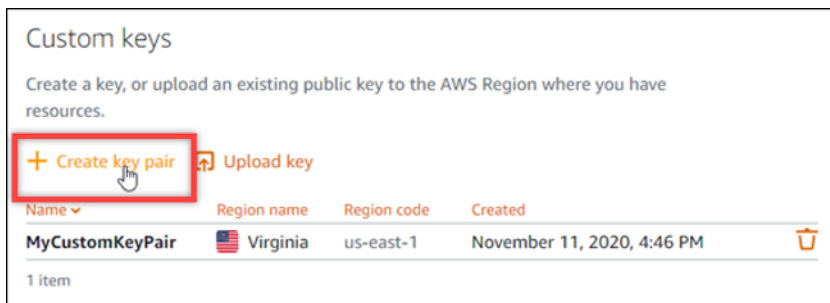 Custom keys
Create a key, or upload an existing public key to the AWS Region where you have
resources.
+ Create key pair Upload key
Name Region name Region code Created
MyCustomKeyPair Virginia us-east-1 November 11, 2020, 4:46 PM
1 item